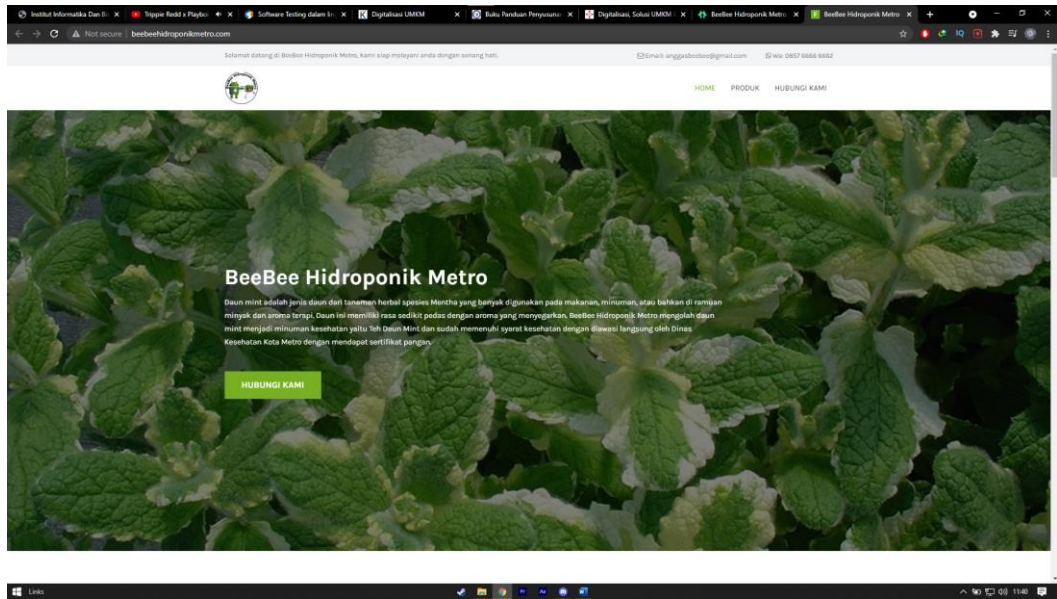 Institut Informatika Dan Bi
Trippie Redd x Playboi
Software Testing dalam lin
Digitalisasi UMKM
Buku Panduan Penyusunan
Digitalisasi, Solusi UMKM
BeeBee Hidroponik Metro
BeeBee Hidroponik Metro
Not secure
beebeehidroponikmetro.com
Selamat datang di BeeBee Hidroponik Metro, kami siap melayani anda dengan senang hati.
Email: anggasbeebee@gmail.com
WA: 0857 6666 6662
HOME
PRODUK
HUBUNGI KAMI
BeeBee Hidroponik Metro
Daun mint adalah jenis daun dari tanaman herbal spesies Mentha yang banyak digunakan pada makanan, minuman, atau bahkan di ramuan
minyak dan aroma terapi. Daun ini memiliki rasa sedikit pedas dengan aroma yang menyegarkan. BeeBee Hidroponik Metro mengolah daun
mint menjadi minuman kesehatan yaitu Teh Daun Mint dan sudah memenuhi syarat kesehatan dengan diawasi langsung oleh Dinas
Kesehatan Kota Metro dengan mendapat sertifikat pangan.
HUBUNGI KAMI
Links
11:40